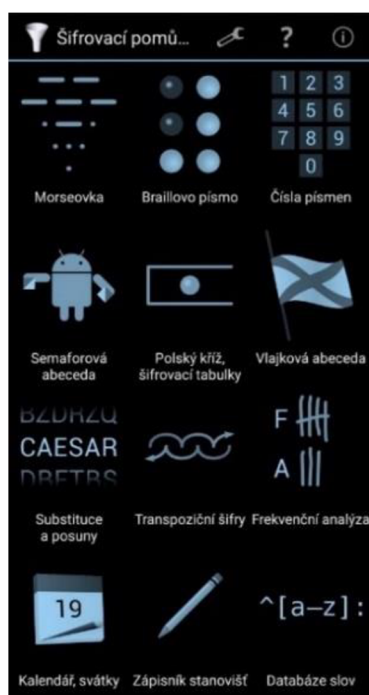 Šifrovací pomů... ? i
1 2 3
4 5 6
7 8 9
0
Morseovka
Braillovo písmo
Čísla písmen
Semaforová
abeceda
Polský kříž,
šifrovací tabulky
Vlajková abeceda
BZDRZQ
CAESAR
DBFTBS
F
A
Substituce
a posuny
Transpoziční šifry
Frekvenční analýza
19
^[a-z]:
Kalendář, svátky
Zápisník stanovišť
Databáze slov